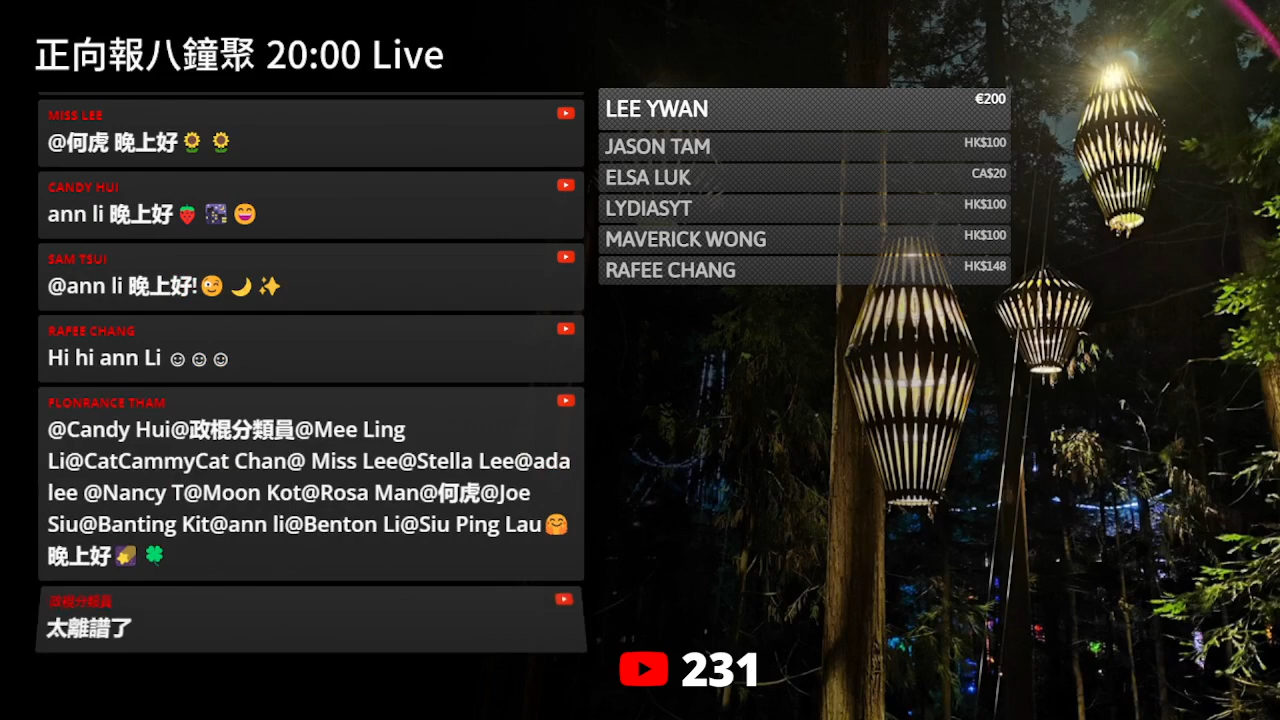 正向報八鐘聚 20:00 Live
MISS LEE
@何虎 晚上好🌻 🌻
CANDY HUI
ann li 晚上好🍓 🎆 😄
SAM TSUI
@ann li 晚上好!😉 🌙 ✨
RAFEE CHANG
Hi hi ann Li ☺☺☺
FLONRANCE THAM
@Candy Hui@政棍分類員@Mee Ling
Li@CatCammyCat Chan@ Miss Lee@Stella Lee@ada
lee @Nancy T@Moon Kot@Rosa Man@何虎@Joe
Siu@Banting Kit@ann li@Benton Li@Siu Ping Lau🤗
晚上好🌠 🍀
政棍分類員
太離譜了
LEE YWAN €200
JASON TAM HK$100
ELSA LUK CA$20
LYDIASYT HK$100
MAVERICK WONG HK$100
RAFEE CHANG HK$148
231